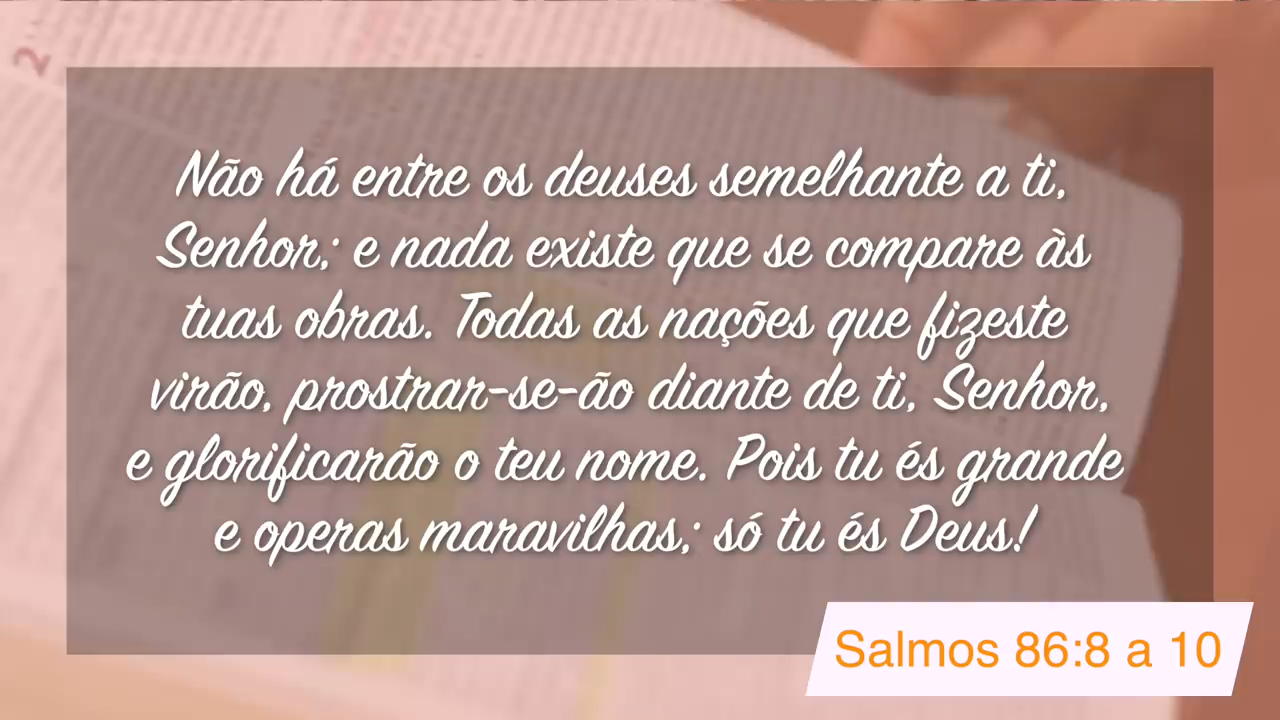 Não há entre os deuses semelhante a ti,
Senhor; e nada existe que se compare às
tuas obras. Todas as nações que fizeste
virão, prostrar-se-ão diante de ti, Senhor,
e glorificarão o teu nome. Pois tu és grande
e operas maravilhas; só tu és Deus!
Salmos 86:8 a 10